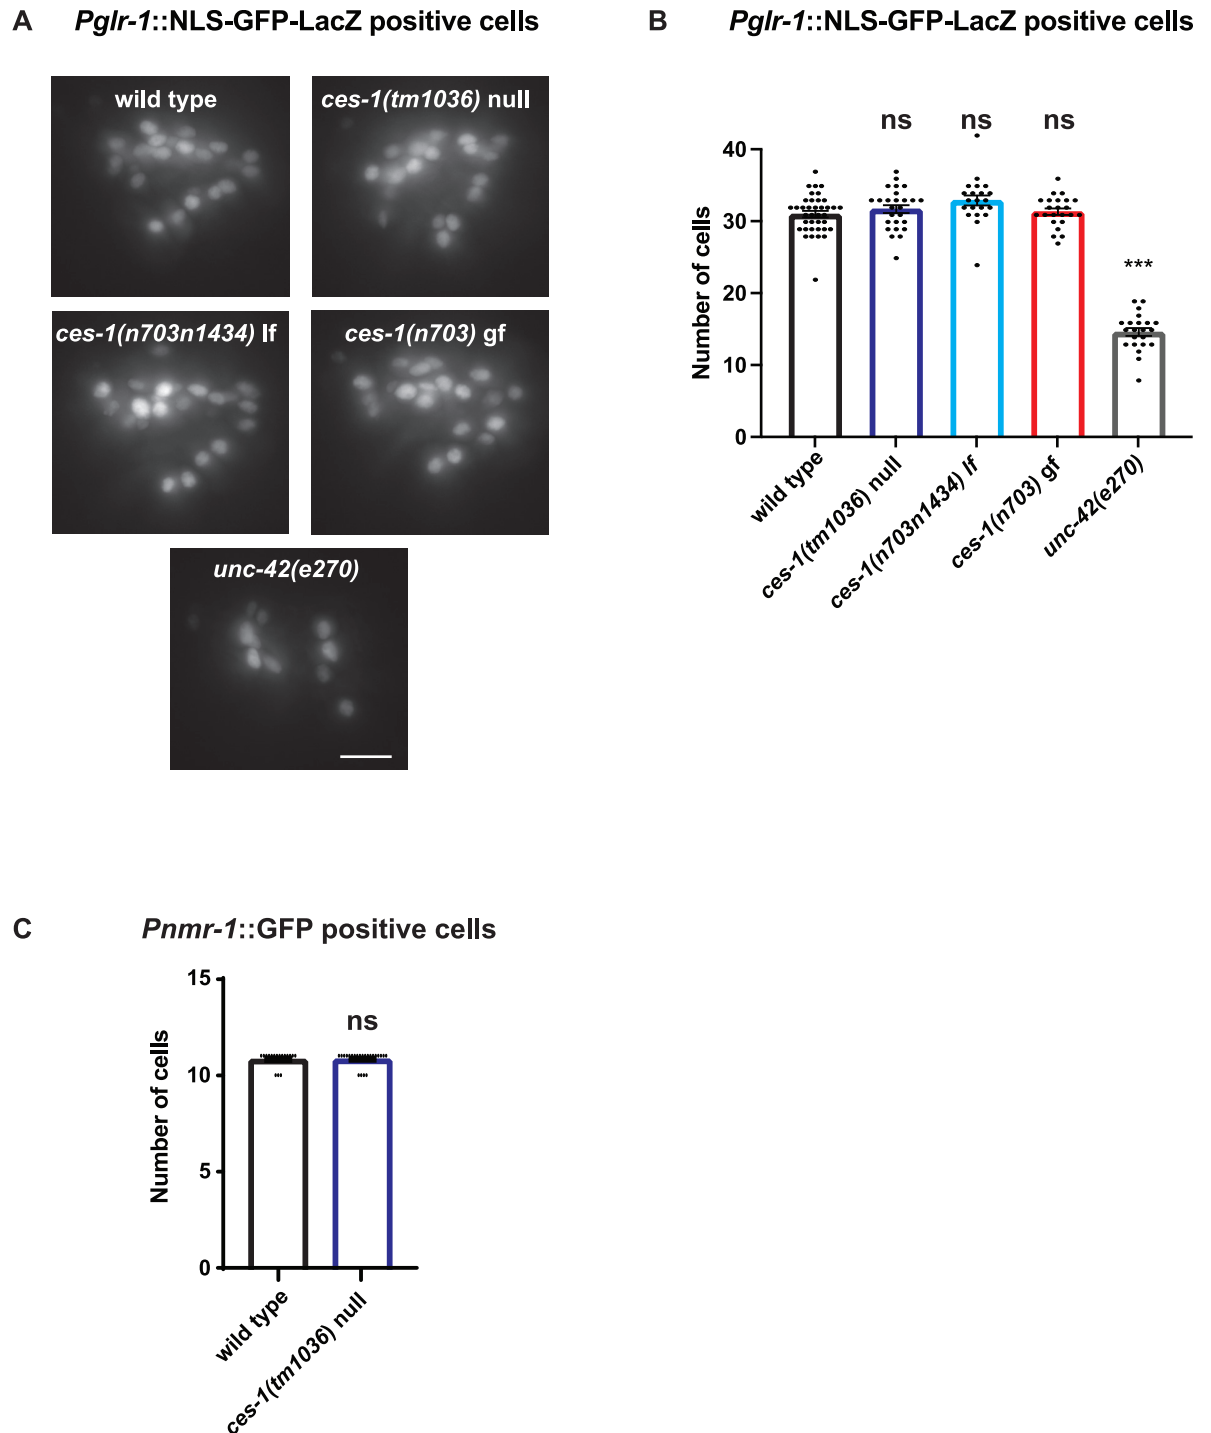 A Pglr-1::NLS-GFP-LacZ positive cells
wild type
ces-1(tm1036) null
ces-1(n703n1434) lf
ces-1(n703) gf
unc-42(e270)
B Pglr-1::NLS-GFP-LacZ positive cells
ns ns ns
***
Number of cells
40
30
20
10
0
wild type
ces-1(tm1036) null
ces-1(n703n1434) lf
ces-1(n703) gf
unc-42(e270)
C Pnmr-1::GFP positive cells
ns
Number of cells
15
10
5
0
wild type
ces-1(tm1036) null